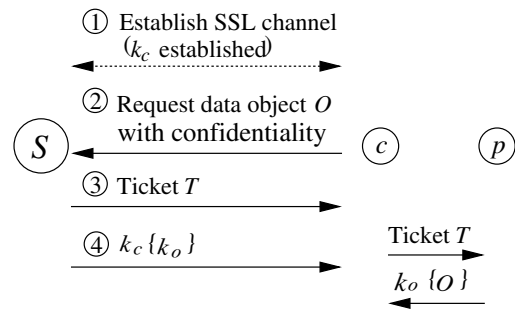 ① Establish SSL channel
(k_c established)
② Request data object O
with confidentiality
S
c
p
③ Ticket T
④ k_c {k_o}
Ticket T
k_o {O}